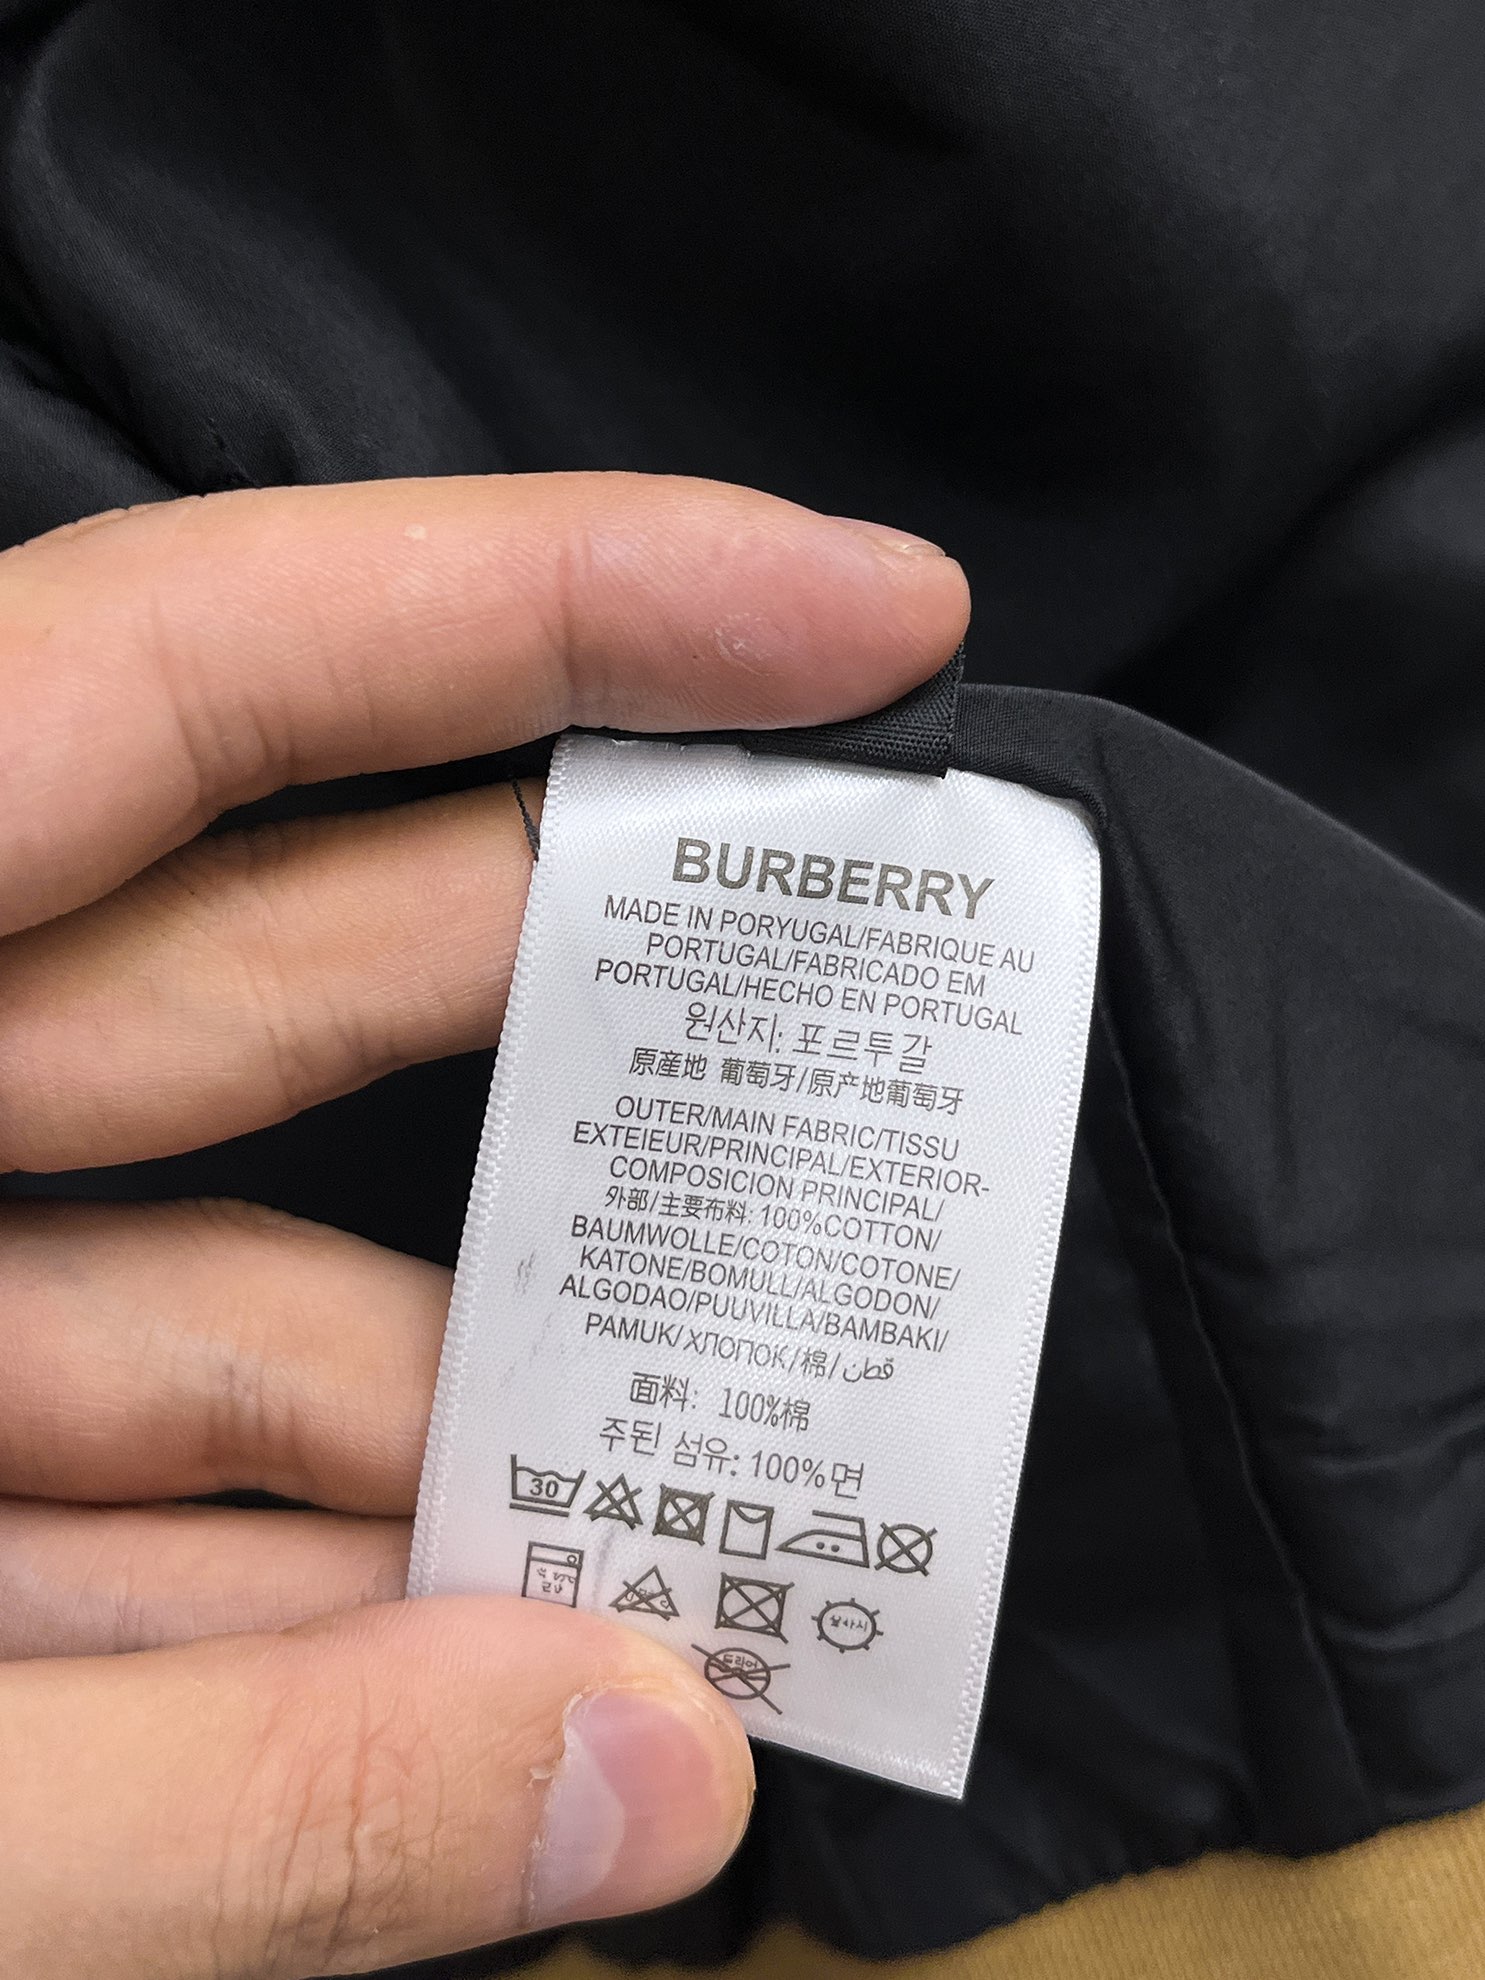 BURBERRY
MADE IN PORYUGAL/FABRIQUE AU
PORTUGAL/FABRICADO EM
PORTUGAL/HECHO EN PORTUGAL
원산지: 포르투갈
原産地 葡萄牙/原产地葡萄牙
OUTER/MAIN FABRIC/TISSU
EXTEIEUR/PRINCIPAL/EXTERIOR-
COMPOSICION PRINCIPAL/
外部/主要布料: 100%COTTON/
BAUMWOLLE/COTON/COTONE/
KATONE/BOMULL/ALGODON/
ALGODAO/PUUVILLA/BAMBAKI/
PAMUK/ХЛОПОК/棉/قطن
面料: 100%棉
주된 섬유: 100%면
30
드라이